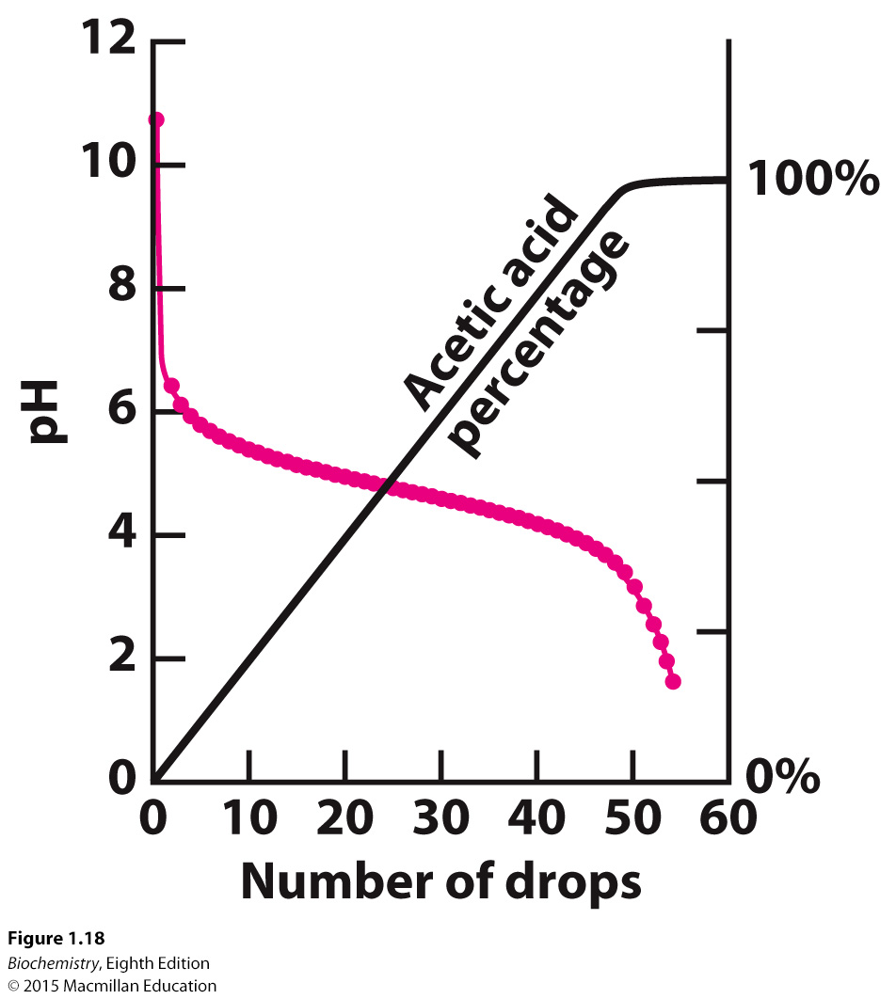 12
10
8
6
4
2
0
pH
Acetic acid
percentage
100%
0%
0 10 20 30 40 50 60
Number of drops
Figure 1.18
Biochemistry, Eighth Edition
© 2015 Macmillan Education